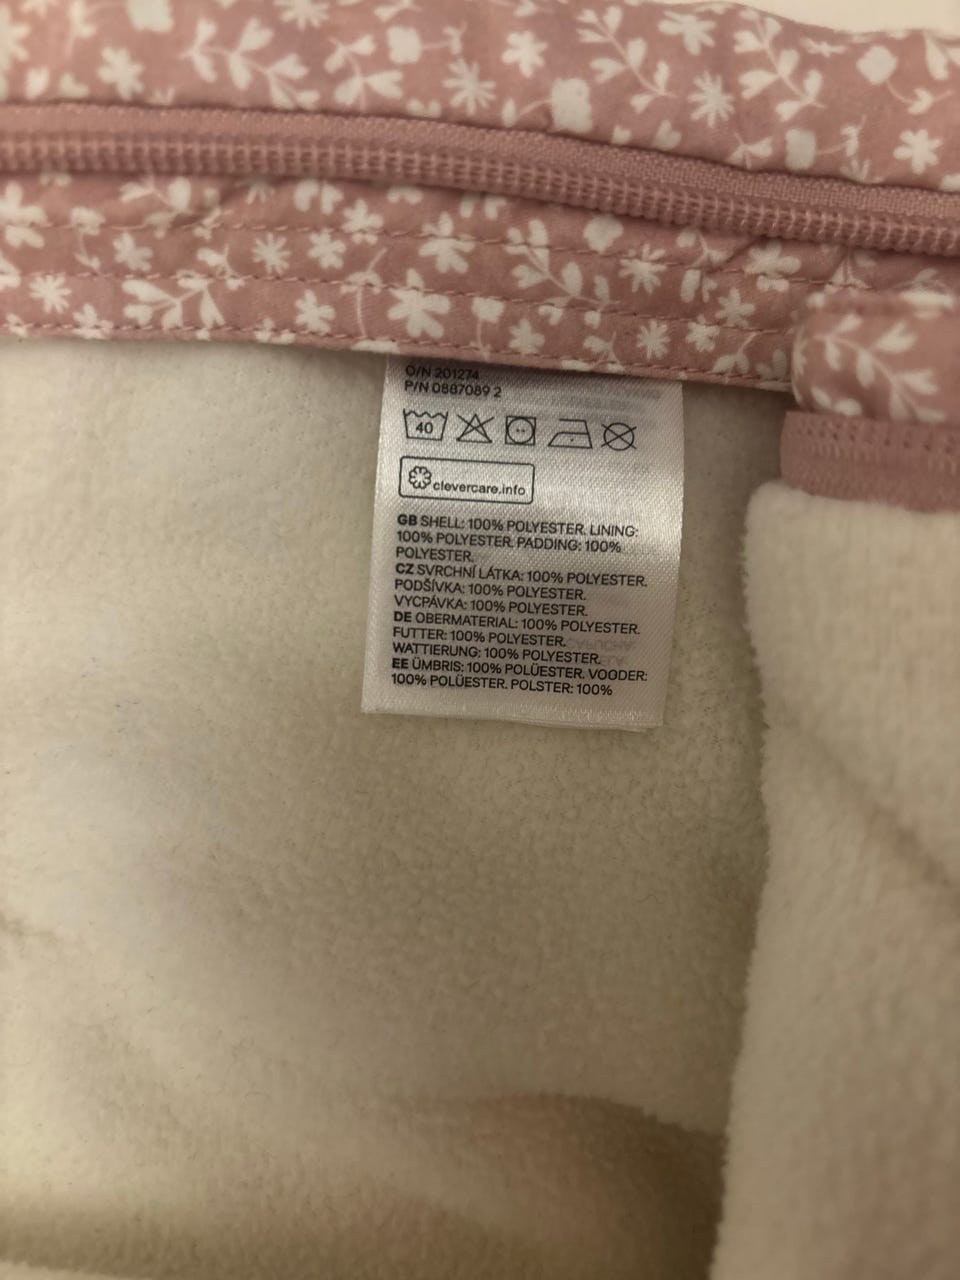 O/N 201274
P/N 0887089 2
40
clevercare.info
GB SHELL: 100% POLYESTER. LINING:
100% POLYESTER. PADDING: 100%
POLYESTER.
CZ SVRCHNÍ LÁTKA: 100% POLYESTER.
PODŠÍVKA: 100% POLYESTER.
VYCPÁVKA: 100% POLYESTER.
DE OBERMATERIAL: 100% POLYESTER.
FUTTER: 100% POLYESTER.
WATTIERUNG: 100% POLYESTER.
EE ÜMBRIS: 100% POLÜESTER. VOODER:
100% POLÜESTER. POLSTER: 100%